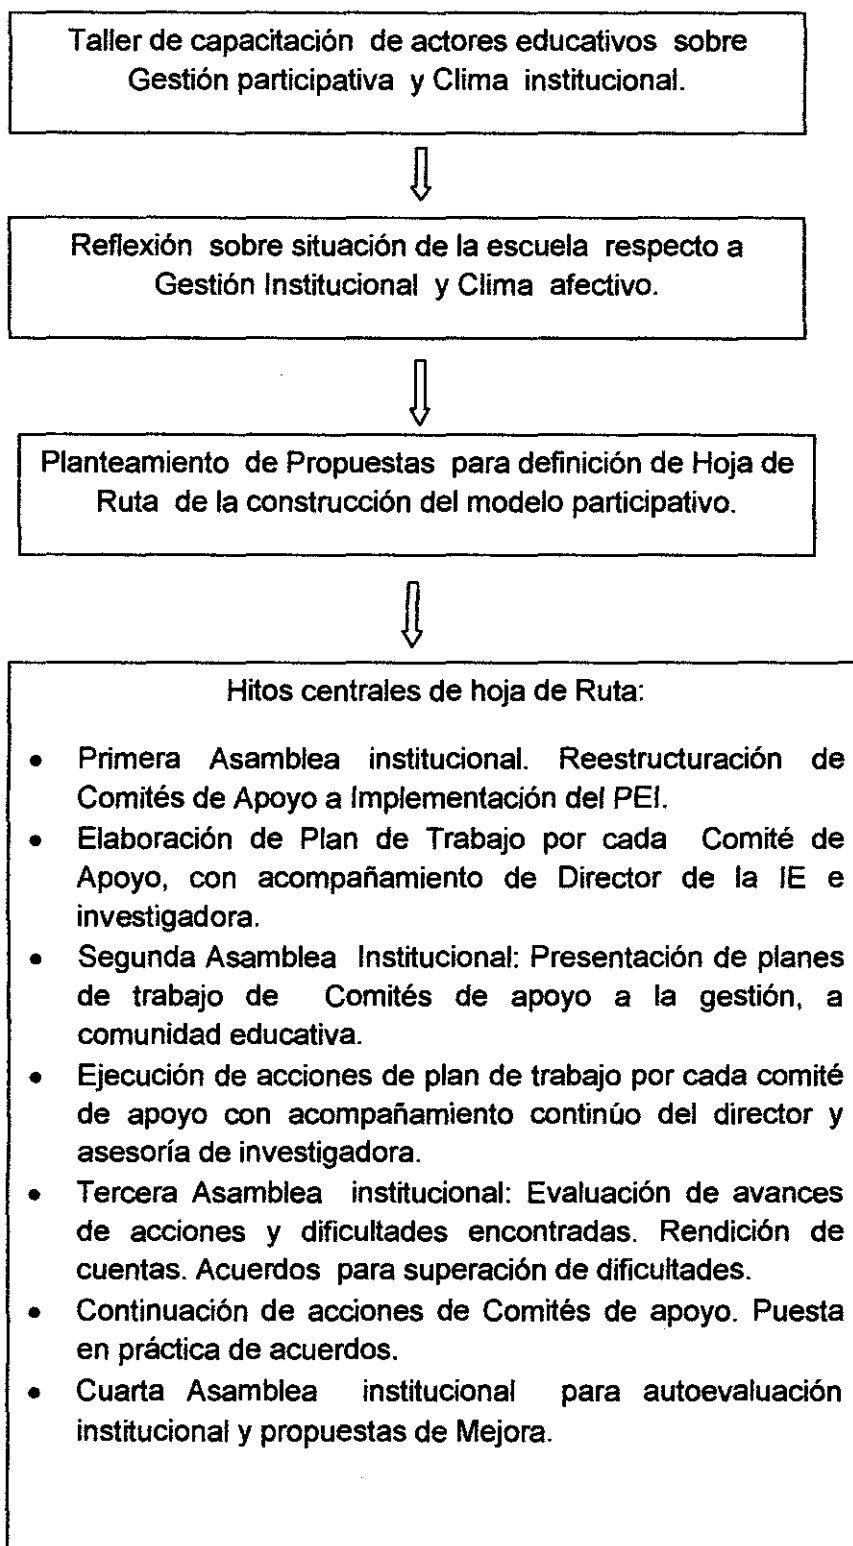 Taller de capacitación de actores educativos sobre
Gestión participativa y Clima institucional.
Reflexión sobre situación de la escuela respecto a
Gestión Institucional y Clima afectivo.
Planteamiento de Propuestas para definición de Hoja de
Ruta de la construcción del modelo participativo.
Hitos centrales de hoja de Ruta:
• Primera Asamblea institucional. Reestructuración de
Comités de Apoyo a Implementación del PEI.
• Elaboración de Plan de Trabajo por cada Comité de
Apoyo, con acompañamiento de Director de la IE e
investigadora.
• Segunda Asamblea Institucional: Presentación de planes
de trabajo de Comités de apoyo a la gestión, a
comunidad educativa.
• Ejecución de acciones de plan de trabajo por cada comité
de apoyo con acompañamiento continúo del director y
asesoría de investigadora.
• Tercera Asamblea institucional: Evaluación de avances
de acciones y dificultades encontradas. Rendición de
cuentas. Acuerdos para superación de dificultades.
• Continuación de acciones de Comités de apoyo. Puesta
en práctica de acuerdos.
• Cuarta Asamblea institucional para autoevaluación
institucional y propuestas de Mejora.